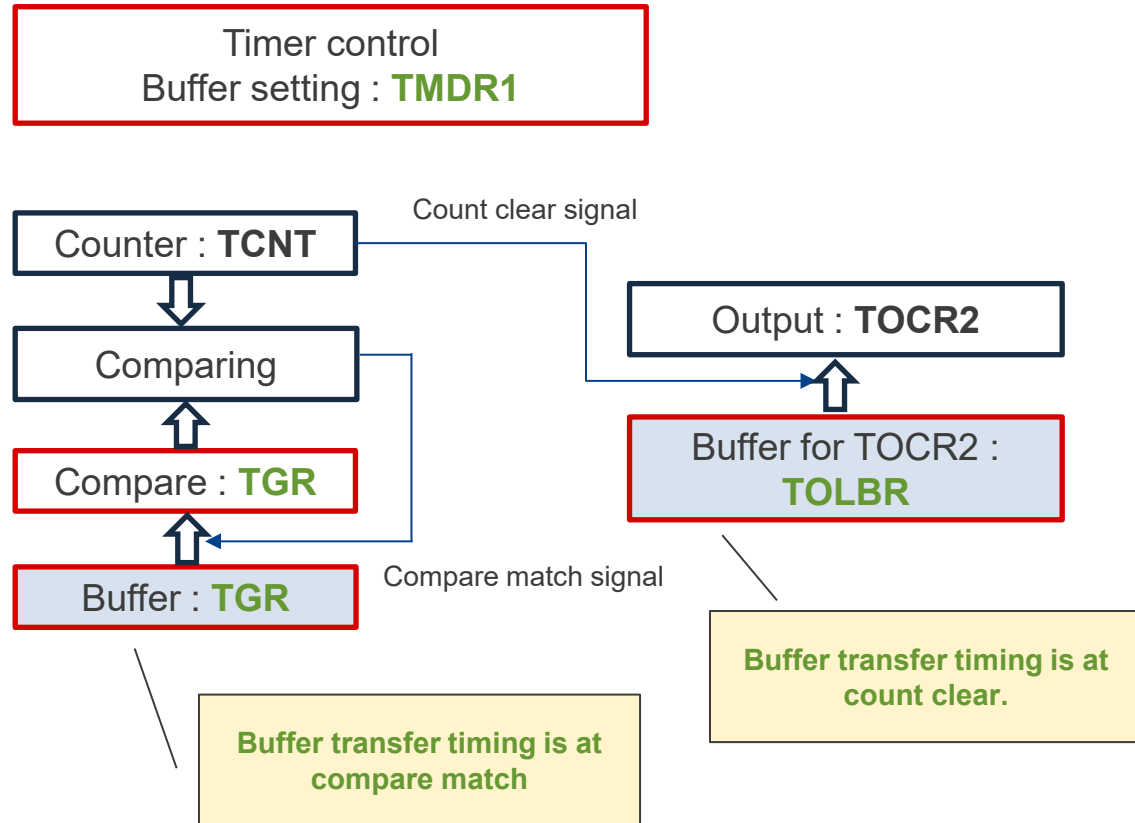 Timer control
Buffer setting : TMDR1
Count clear signal
Counter : TCNT
Output : TOCR2
Comparing
Buffer for TOCR2 :
TOLBR
Compare : TGR
Compare match signal
Buffer : TGR
Buffer transfer timing is at
count clear.
Buffer transfer timing is at
compare match